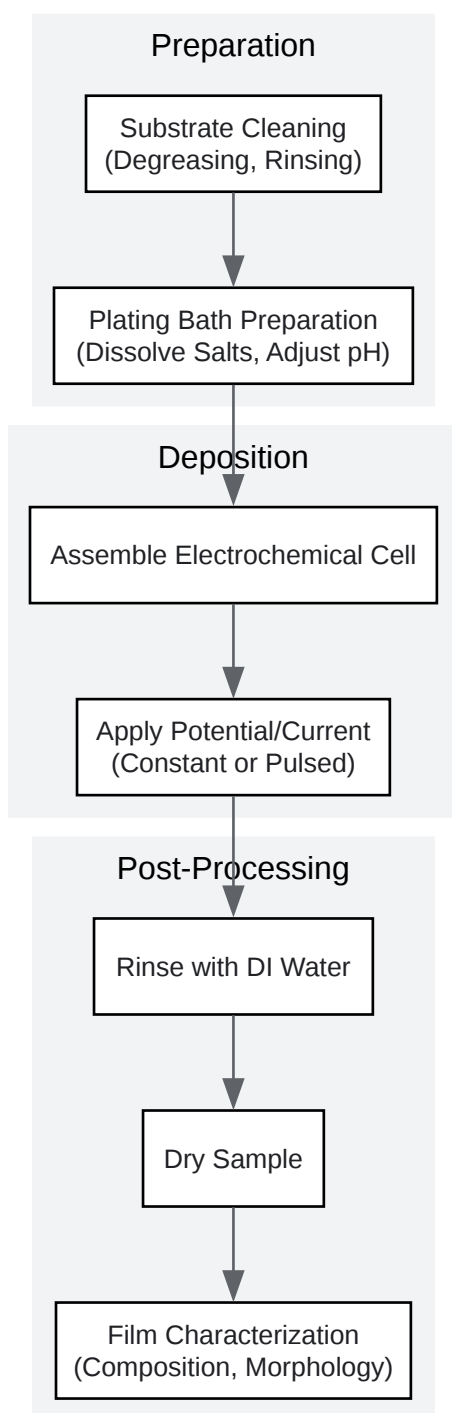 Preparation
Substrate Cleaning
(Degreasing, Rinsing)
Plating Bath Preparation
(Dissolve Salts, Adjust pH)
Deposition
Assemble Electrochemical Cell
Apply Potential/Current
(Constant or Pulsed)
Post-Processing
Rinse with DI Water
Dry Sample
Film Characterization
(Composition, Morphology)